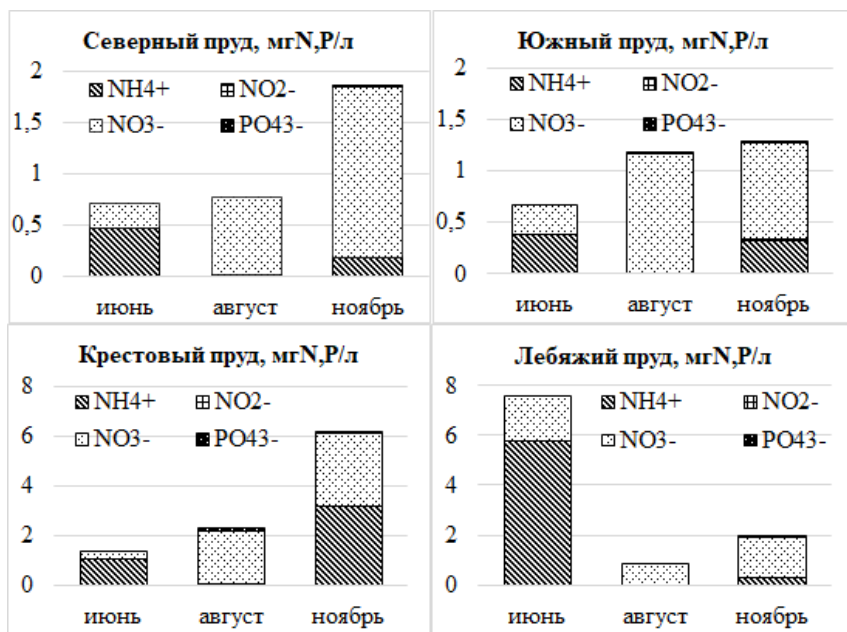 Северный пруд, мгN,P/л
2
1,5
1
0,5
0
NH4+ NO2-
NO3- PO43-
июнь август ноябрь
Южный пруд, мгN,P/л
2
1,5
1
0,5
0
NH4+ NO2-
NO3- PO43-
июнь август ноябрь
Крестовый пруд, мгN,P/л
8
6
4
2
0
NH4+ NO2-
NO3- PO43-
июнь август ноябрь
Лебяжий пруд, мгN,P/л
8
6
4
2
0
NH4+ NO2-
NO3- PO43-
июнь август ноябрь